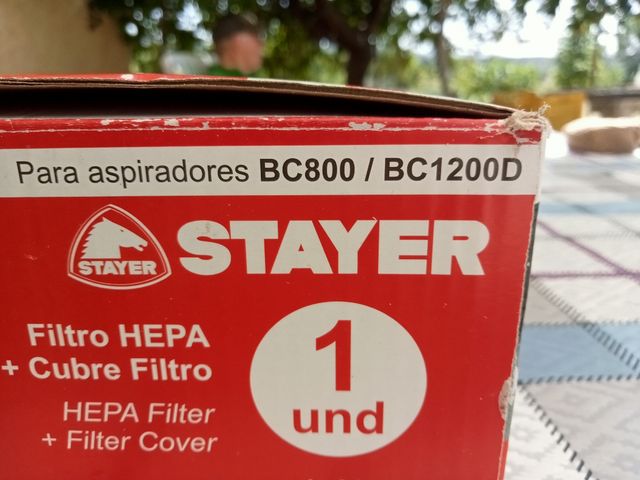 Para aspiradores BC800 / BC1200D
STAYER
STAYER
Filtro HEPA
+ Cubre Filtro
HEPA Filter
+ Filter Cover
1
und